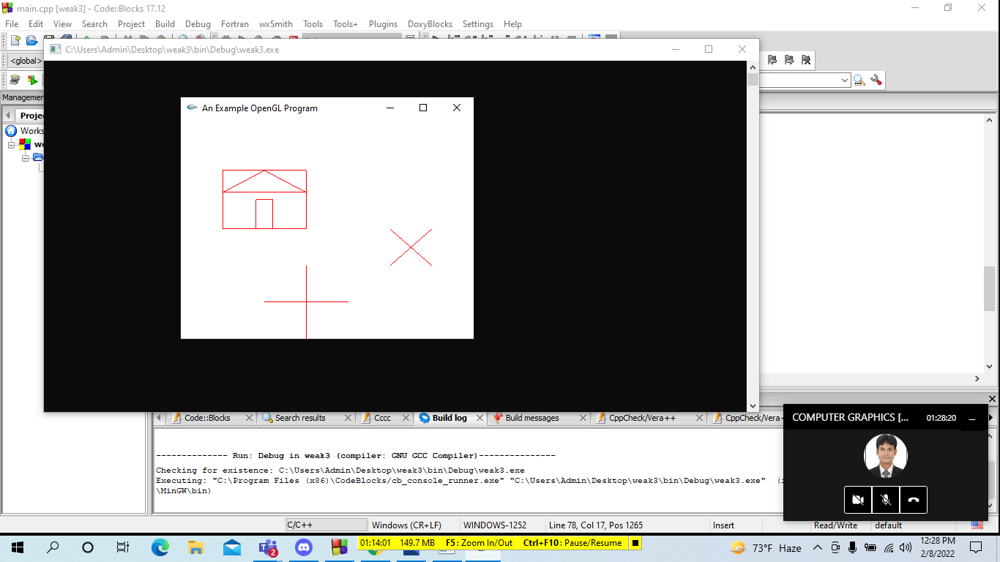 main.cpp [weak3] - Code::Blocks 17.12
File Edit View Search Project Build Debug Fortran wxSmith Tools Tools+ Plugins DoxyBlocks Settings Help
C:\Users\Admin\Desktop\weak3\bin\Debug\weak3.exe
<global>
Management
An Example OpenGL Program
Projec
Works
we
Code::Blocks Search results Cccc Build log Build messages CppCheck/Vera++ CppCheck/Vera+
COMPUTER GRAPHICS [... 01:28:20
-------------- Run: Debug in weak3 (compiler: GNU GCC Compiler)---------------
Checking for existence: C:\Users\Admin\Desktop\weak3\bin\Debug\weak3.exe
Executing: "C:\Program Files (x86)\CodeBlocks/cb_console_runner.exe" "C:\Users\Admin\Desktop\weak3\bin\Debug\weak3.exe" (
\MinGW\bin)
C/C++ Windows (CR+LF) WINDOWS-1252 Line 78, Col 17, Pos 1265 Insert Read/Write default
2 01:14:01 149.7 MB F5: Zoom In/Out Ctrl+F10: Pause/Resume 73°F Haze 12:28 PM
2/8/2022